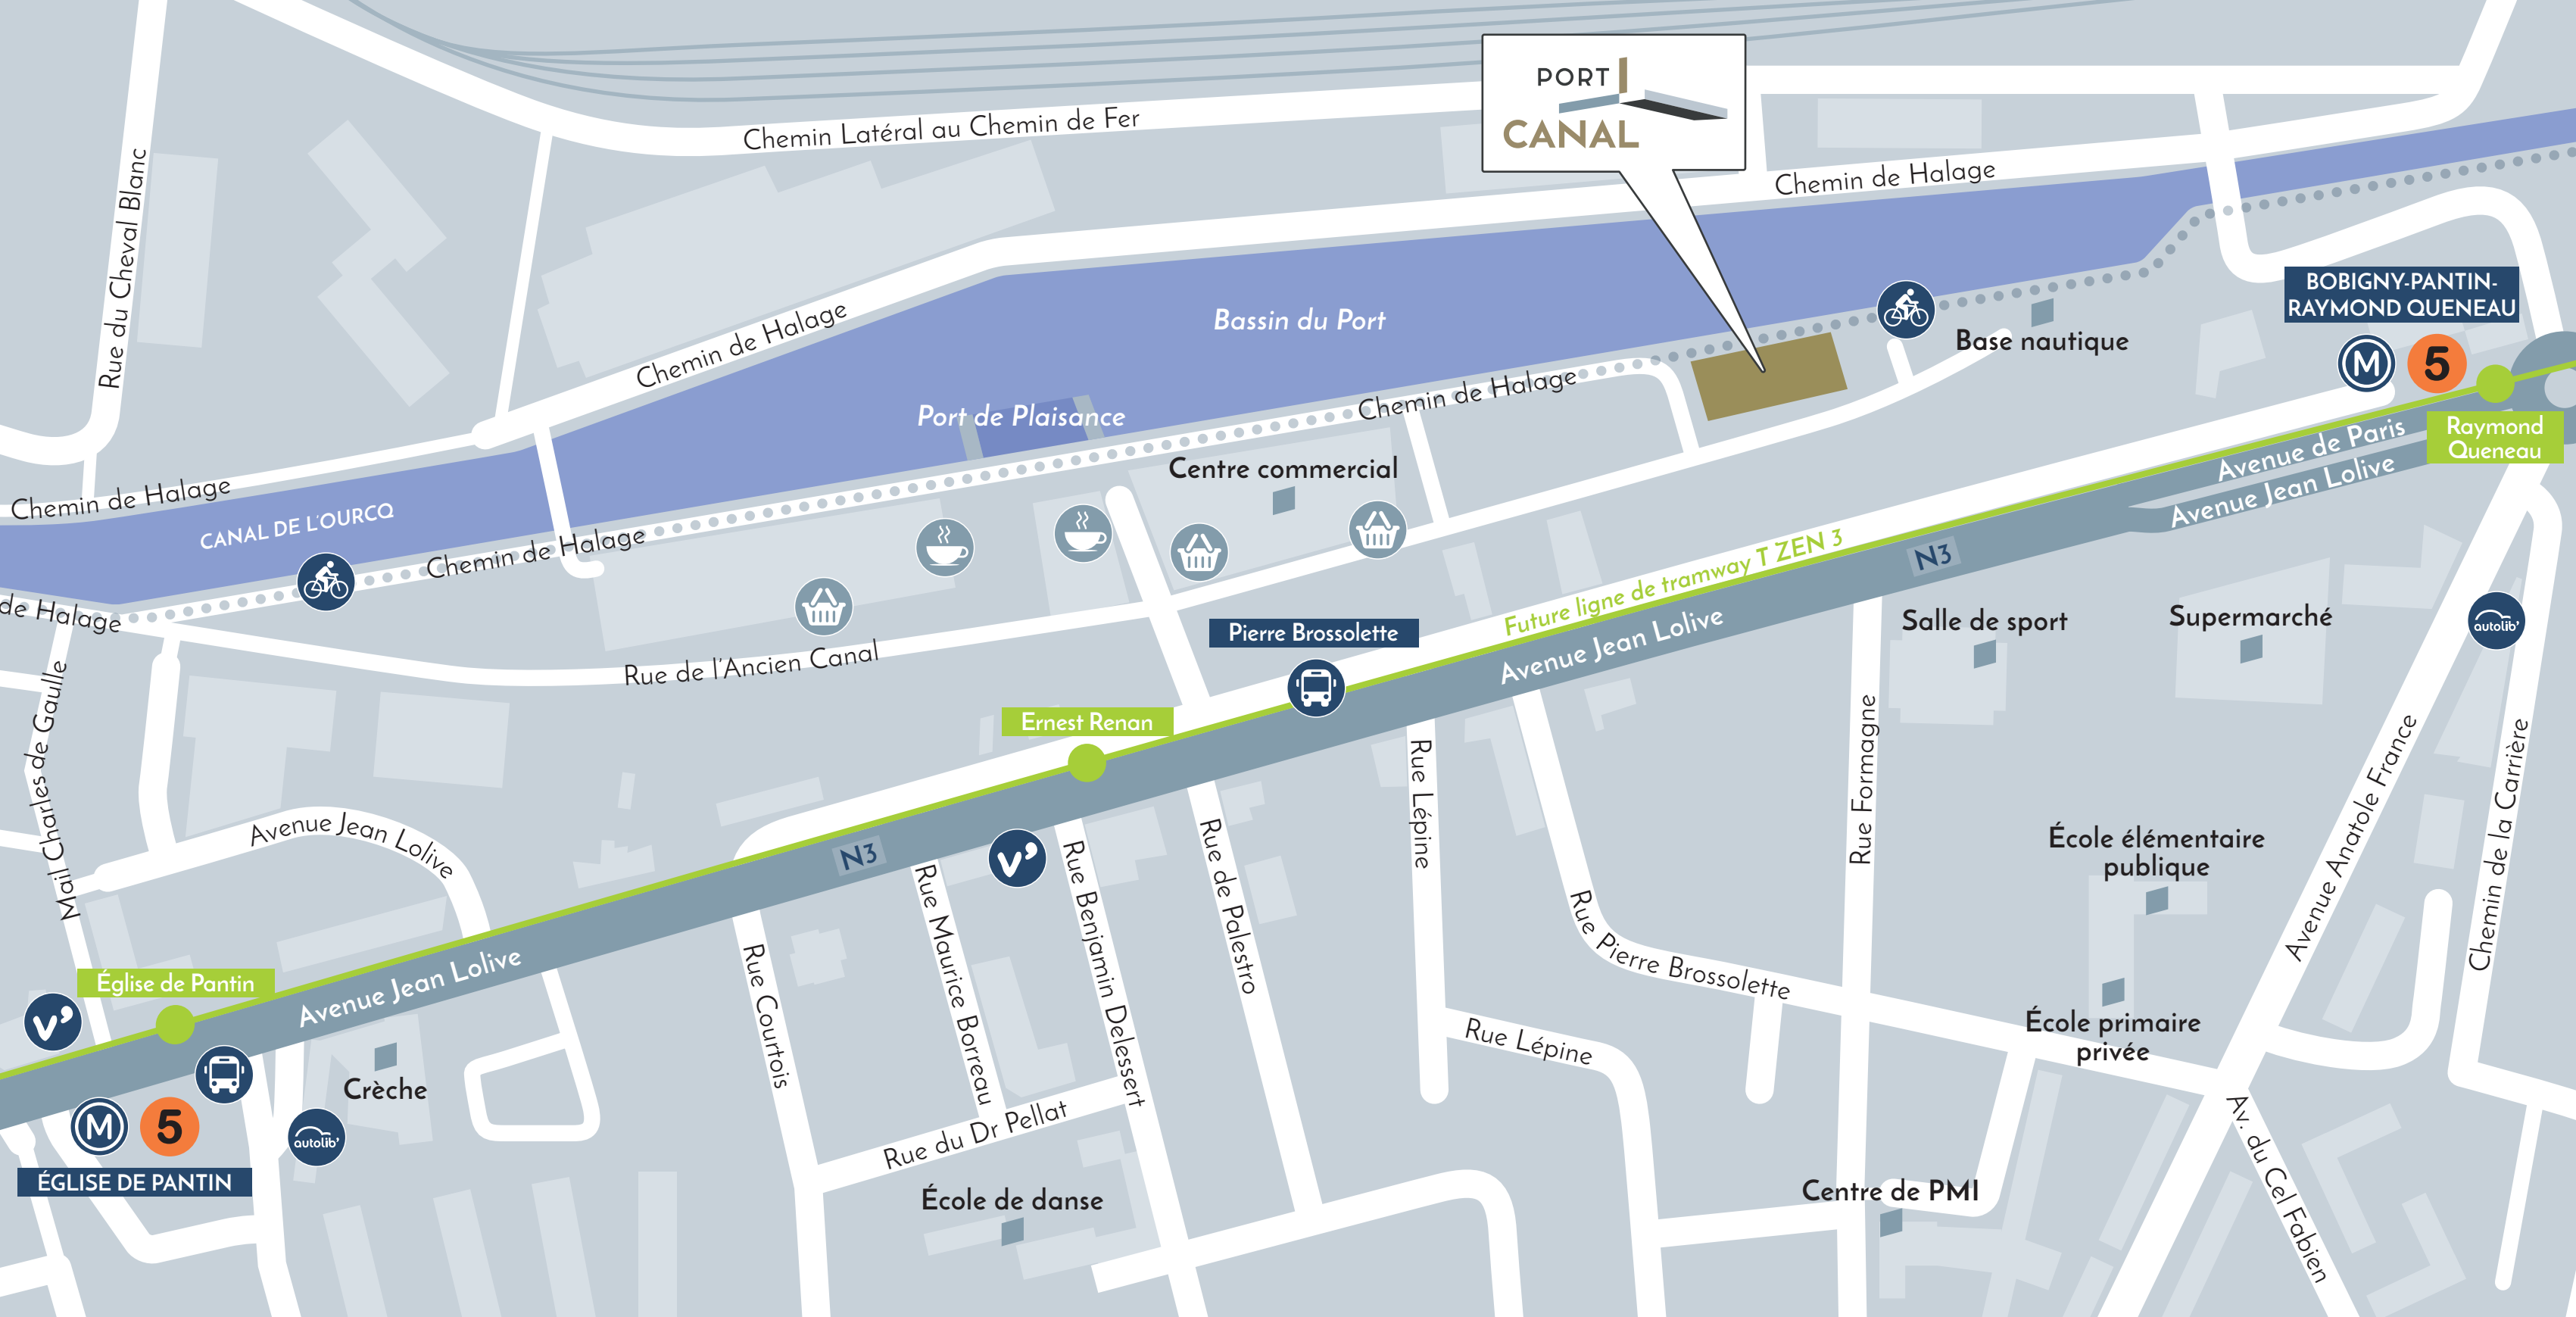 PORT
CANAL
Chemin Latéral au Chemin de Fer
Rue du Cheval Blanc
Chemin de Halage
Bassin du Port
Chemin de Halage
Port de Plaisance
Chemin de Halage
Base nautique
BOBIGNY-PANTIN-
RAYMOND QUENEAU
M
5
Raymond
Queneau
Avenue de Paris
Avenue Jean Lolive
Chemin de Halage
CANAL DE L'OURCQ
Chemin de Halage
de Halage
Centre commercial
Rue de l'Ancien Canal
Pierre Brossolette
Future ligne de tramway T ZEN 3
Avenue Jean Lolive
N3
Salle de sport
Supermarché
autolib'
Mail Charles de Gaulle
Ernest Renan
Avenue Jean Lolive
N3
V'
Rue Lépine
Rue Formagne
École élémentaire
publique
Avenue Anatole France
Chemin de la Carrière
Église de Pantin
Avenue Jean Lolive
V'
Crèche
M
5
autolib'
ÉGLISE DE PANTIN
Rue Courtois
Rue Maurice Borreau
Rue Benjamin Delessert
Rue de Palestro
Rue Pierre Brossolette
Rue Lépine
École primaire
privée
Rue du Dr Pellat
École de danse
Centre de PMI
Av. du Cel Fabien